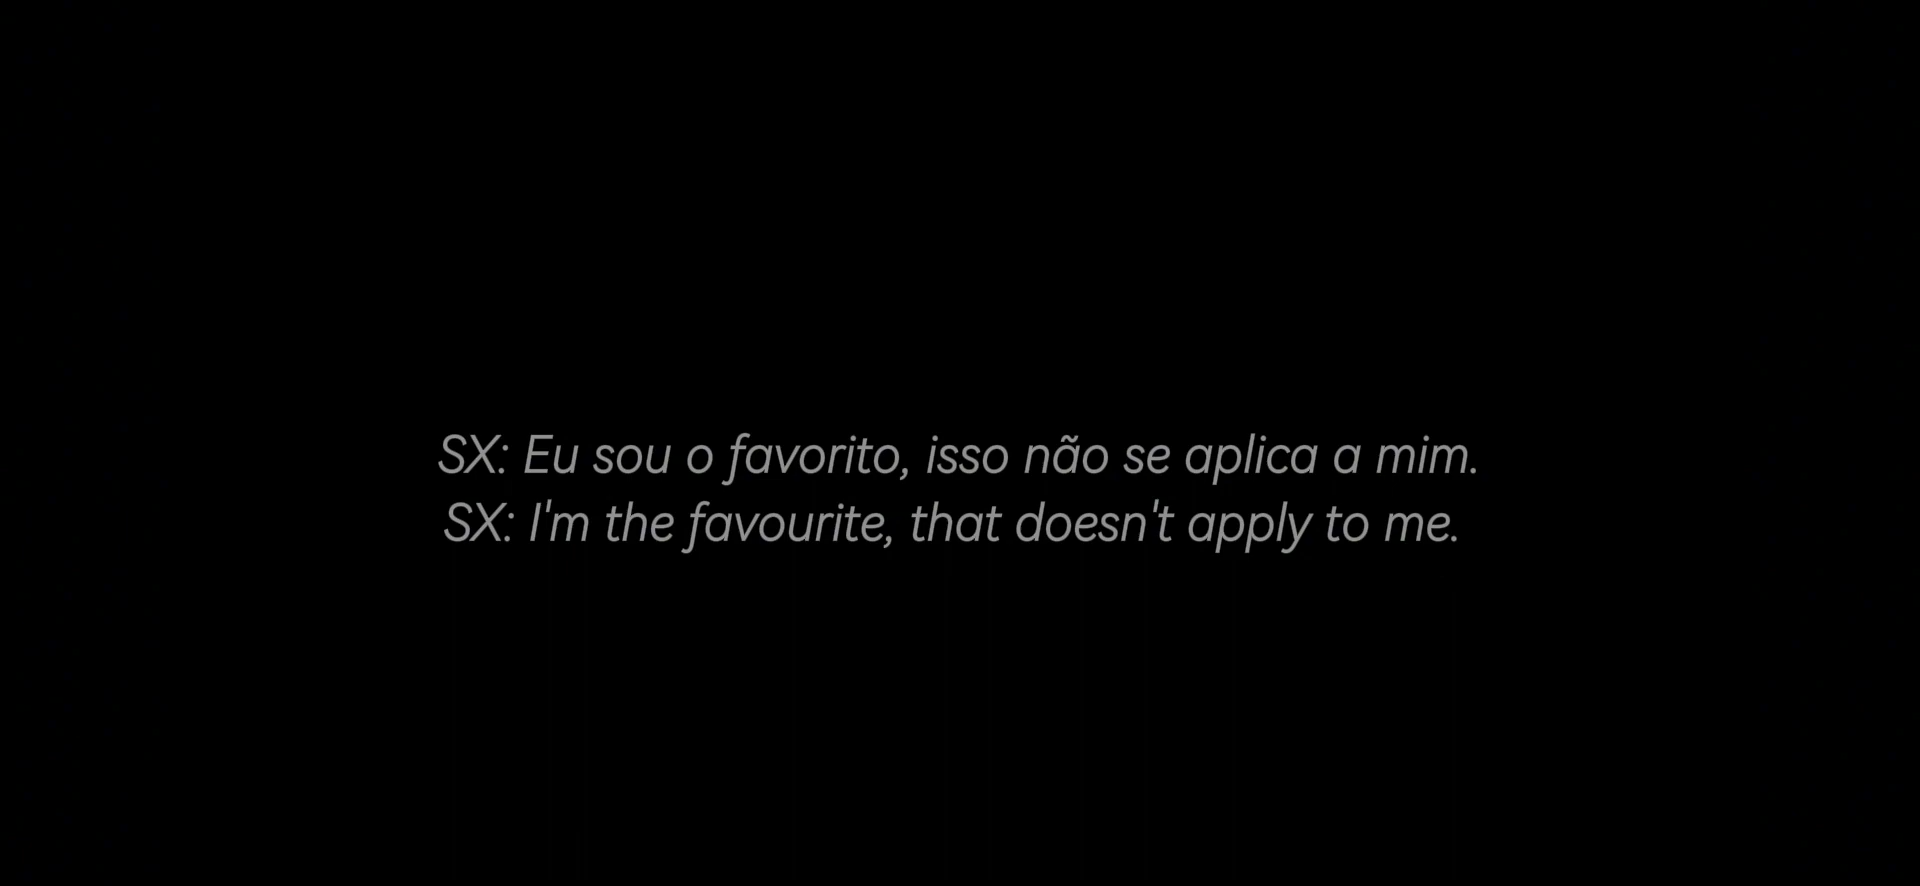 SX: Eu sou o favorito, isso não se aplica a mim.
SX: I'm the favourite, that doesn't apply to me.